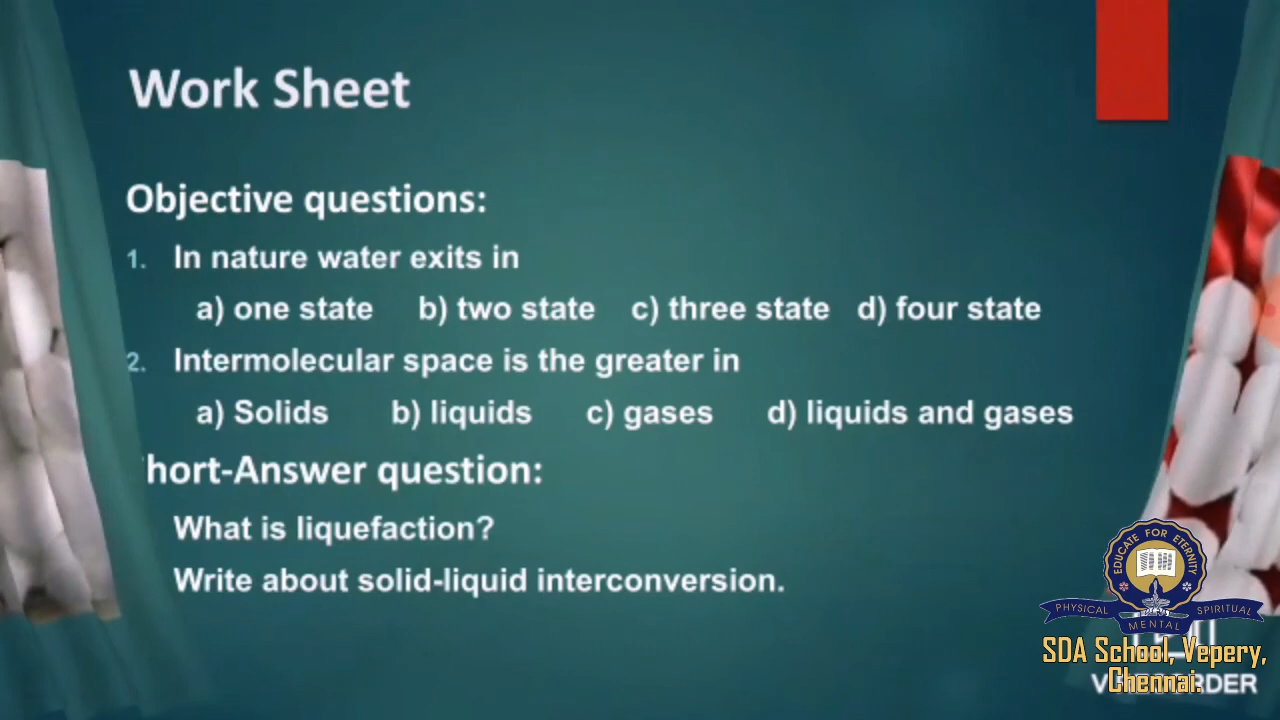 Work Sheet
Objective questions:
1. In nature water exits in
a) one state b) two state c) three state d) four state
2. Intermolecular space is the greater in
a) Solids b) liquids c) gases d) liquids and gases
hort-Answer question:
What is liquefaction?
Write about solid-liquid interconversion.
EDUCATE FOR ETERNITY
PHYSICAL MENTAL SPIRITUAL
SDA School, Vepery,
Chennai.